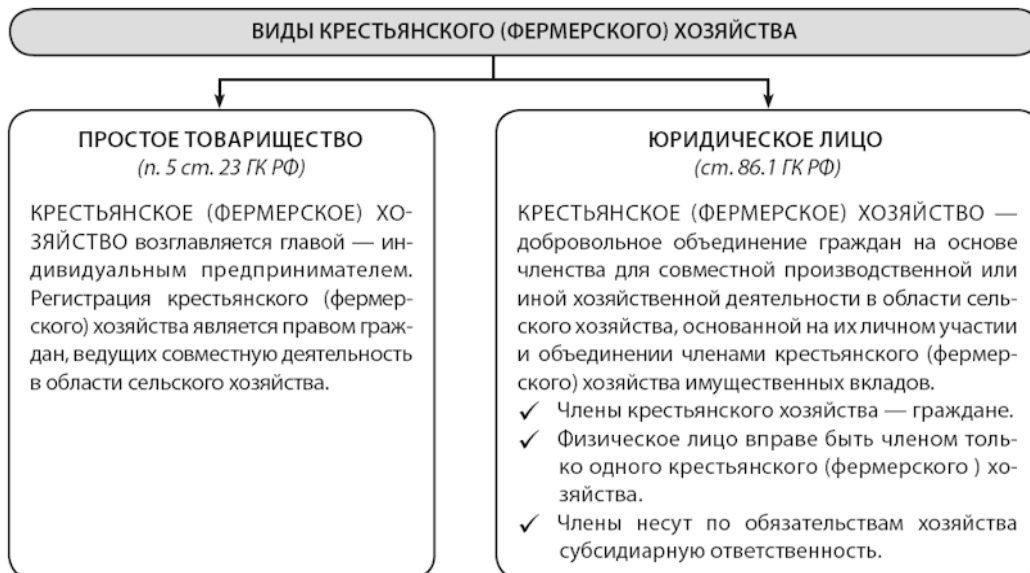 ВИДЫ КРЕСТЬЯНСКОГО (ФЕРМЕРСКОГО) ХОЗЯЙСТВА
ПРОСТОЕ ТОВАРИЩЕСТВО
(п. 5 ст. 23 ГК РФ)
КРЕСТЬЯНСКОЕ (ФЕРМЕРСКОЕ) ХО-
ЗЯЙСТВО возглавляется главой — ин-
дивидуальным предпринимателем.
Регистрация крестьянского (фермер-
ского) хозяйства является правом граж-
дан, ведущих совместную деятельность
в области сельского хозяйства.
ЮРИДИЧЕСКОЕ ЛИЦО
(ст. 86.1 ГК РФ)
КРЕСТЬЯНСКОЕ (ФЕРМЕРСКОЕ) ХОЗЯЙСТВО —
добровольное объединение граждан на основе
членства для совместной производственной или
иной хозяйственной деятельности в области сель-
ского хозяйства, основанной на их личном участии
и объединении членами крестьянского (фермер-
ского) хозяйства имущественных вкладов.
✓ Члены крестьянского хозяйства — граждане.
✓ Физическое лицо вправе быть членом толь-
ко одного крестьянского (фермерского ) хо-
зяйства.
✓ Члены несут по обязательствам хозяйства
субсидиарную ответственность.